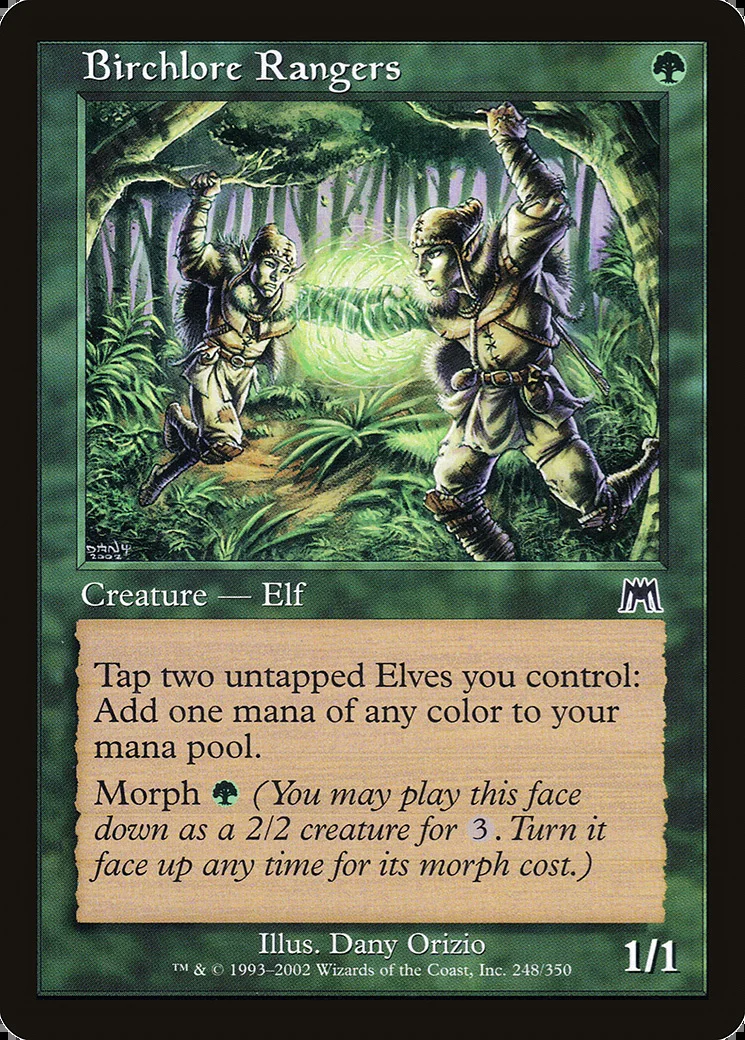 Birchlore Rangers
DANY
2002
Creature — Elf
Tap two untapped Elves you control:
Add one mana of any color to your
mana pool.
Morph (You may play this face
down as a 2/2 creature for 3. Turn it
face up any time for its morph cost.)
Illus. Dany Orizio
™ & © 1993–2002 Wizards of the Coast, Inc. 248/350
1/1